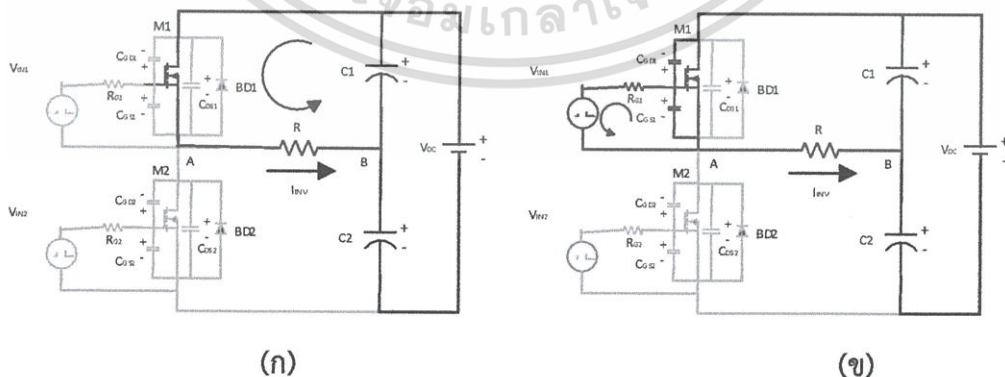 M1
CGD1
VIN1
RG1
CGS1
CDS1
BD1
C1
R
A
B
IINV
VDC
M2
CGD2
VIN2
RG2
CGS2
CDS2
BD2
C2
(ก)
M1
CGD1
VIN1
RG1
CGS1
CDS1
BD1
C1
R
A
B
IINV
VDC
M2
CGD2
VIN2
RG2
CGS2
CDS2
BD2
C2
(ข)